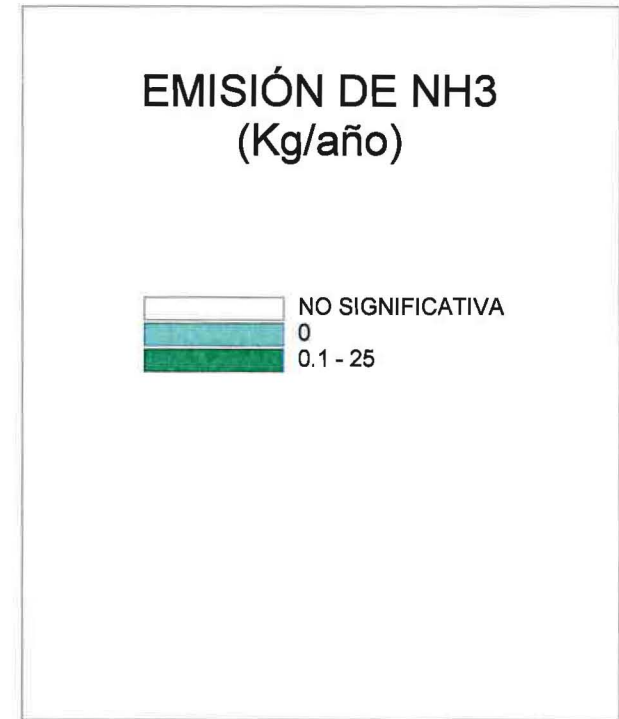 EMISIÓN DE NH3
(Kg/año)
NO SIGNIFICATIVA
0
0.1 - 25